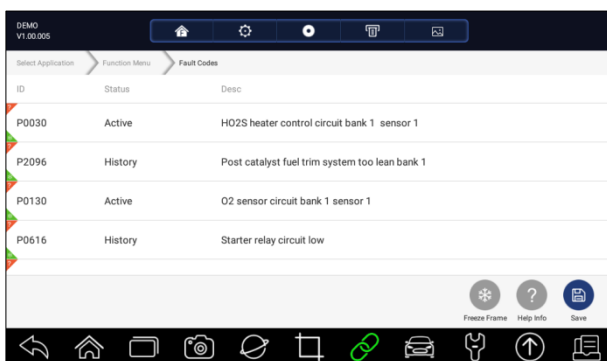 DEMO
V1.00.005
Select Application Function Menu Fault Codes
ID Status Desc
P0030 Active HO2S heater control circuit bank 1 sensor 1
P2096 History Post catalyst fuel trim system too lean bank 1
P0130 Active O2 sensor circuit bank 1 sensor 1
P0616 History Starter relay circuit low
Freeze Frame Help Info Save